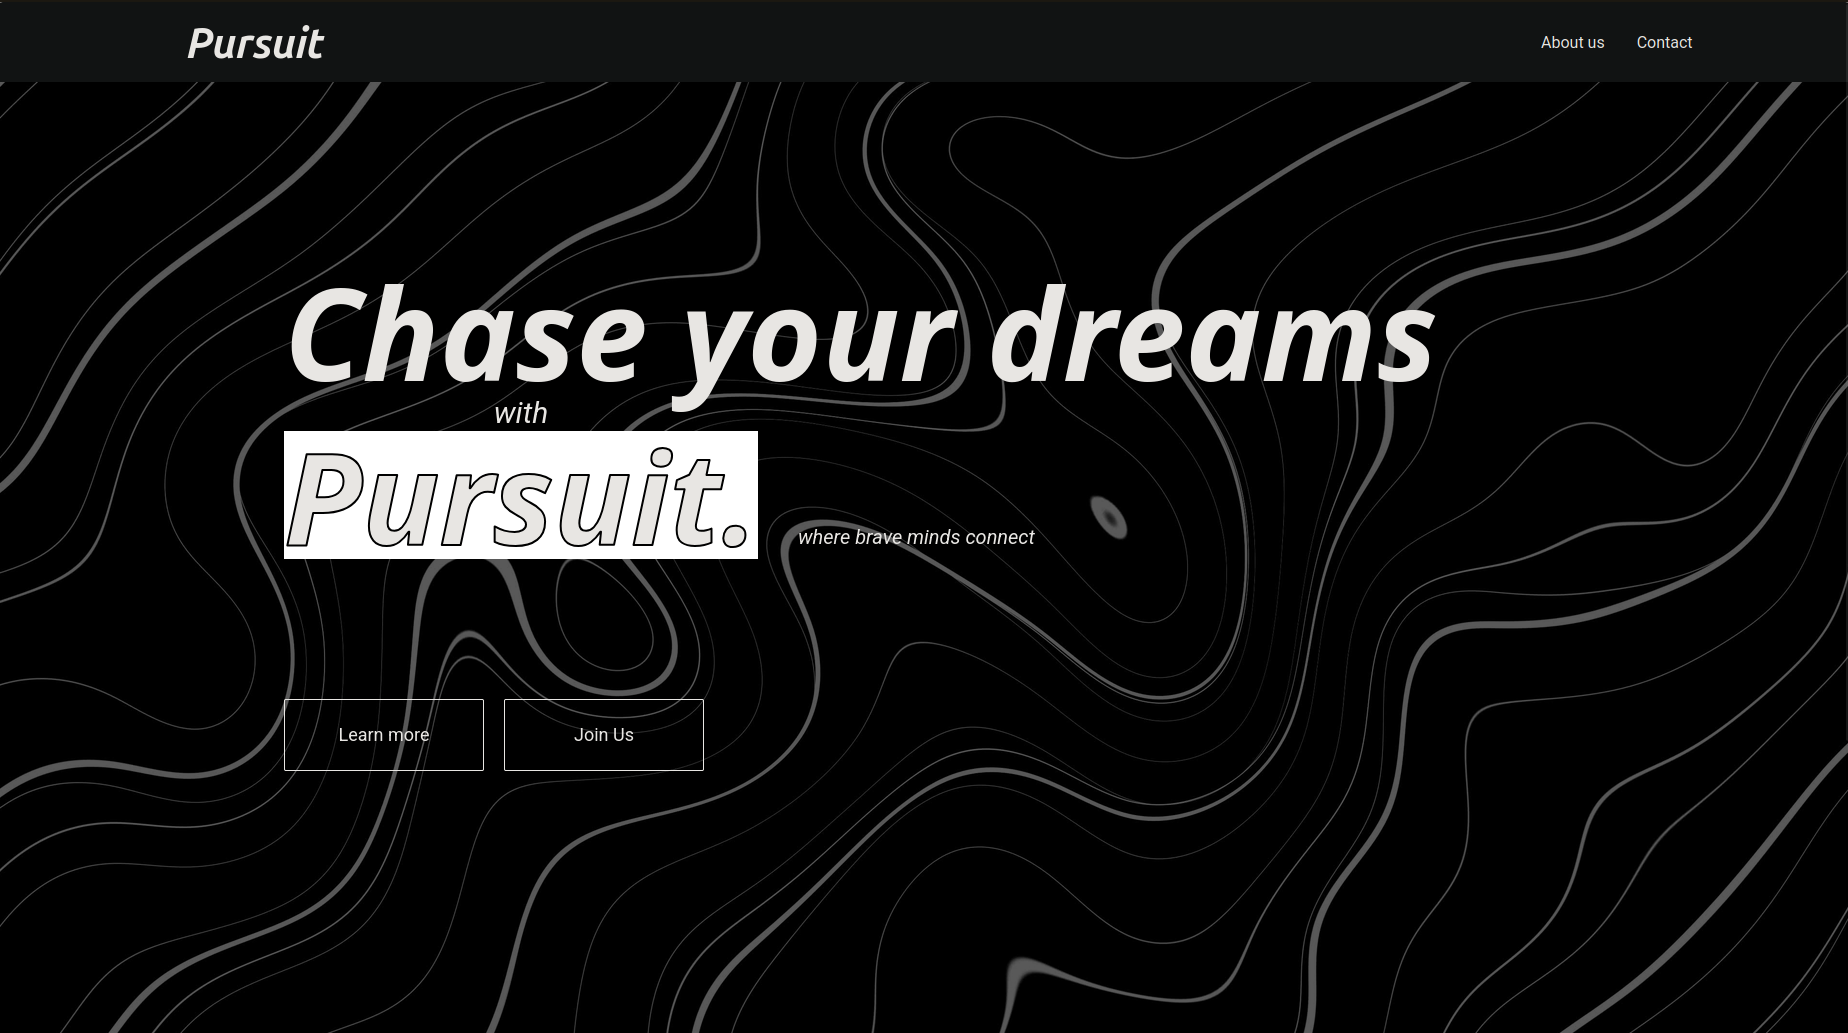 Pursuit
About us
Contact
Chase your dreams
with
Pursuit.
where brave minds connect
Learn more
Join Us